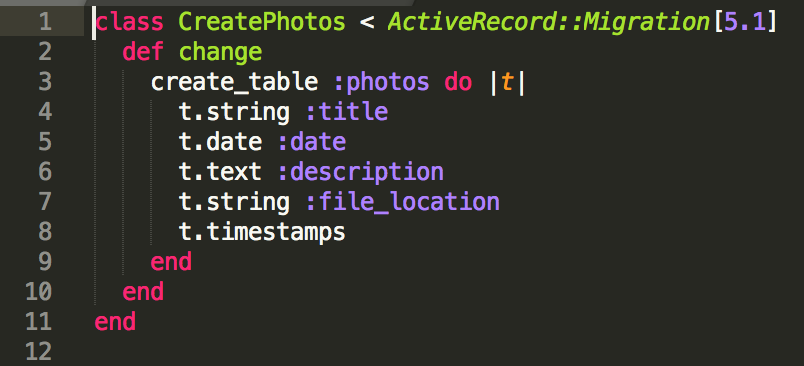 1 class CreatePhotos < ActiveRecord::Migration[5.1]
2   def change
3     create_table :photos do |t|
4       t.string :title
5       t.date :date
6       t.text :description
7       t.string :file_location
8       t.timestamps
9     end
10   end
11 end
12